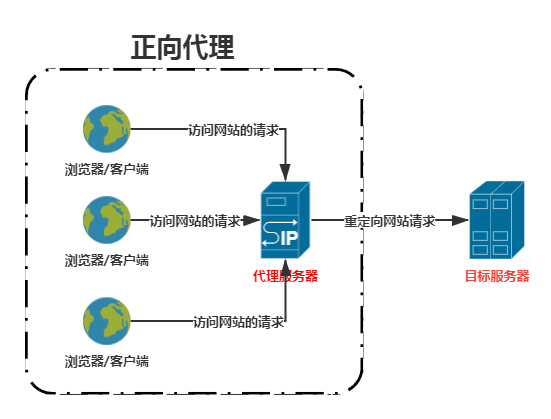 正向代理
访问网站的请求
浏览器/客户端
访问网站的请求
SIP
重定向网站请求
浏览器/客户端
代理服务器
目标服务器
访问网站的请求
浏览器/客户端